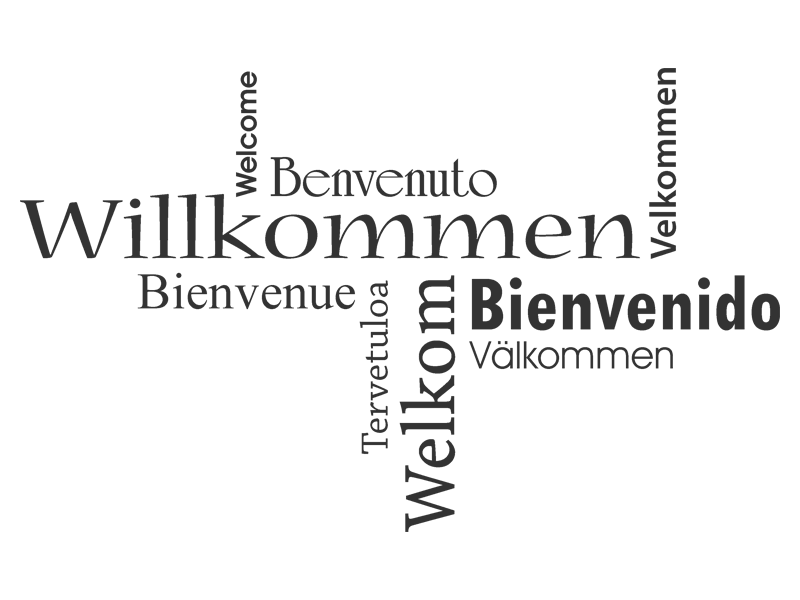 Welcome
Velkommen
Benvenuto
Willkommen
Bienvenue
Tervetuloa
Welkom
Bienvenido
Välkommen